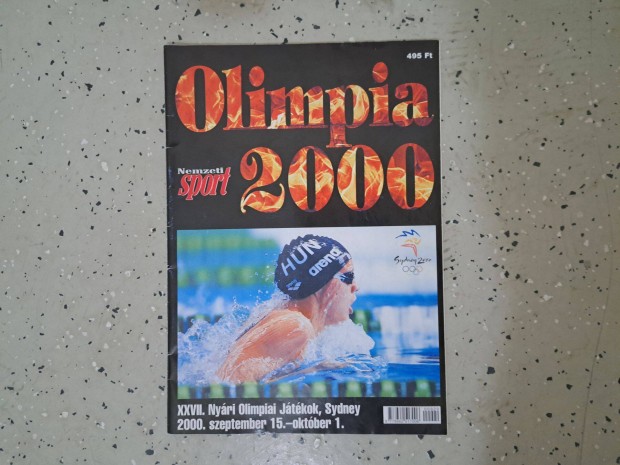 495 Ft
Olimpia
Nemzeti
sport
2000
HUN
arena
Sydney 2000
XXVII. Nyári Olimpiai Játékok, Sydney
2000. szeptember 15.–október 1.